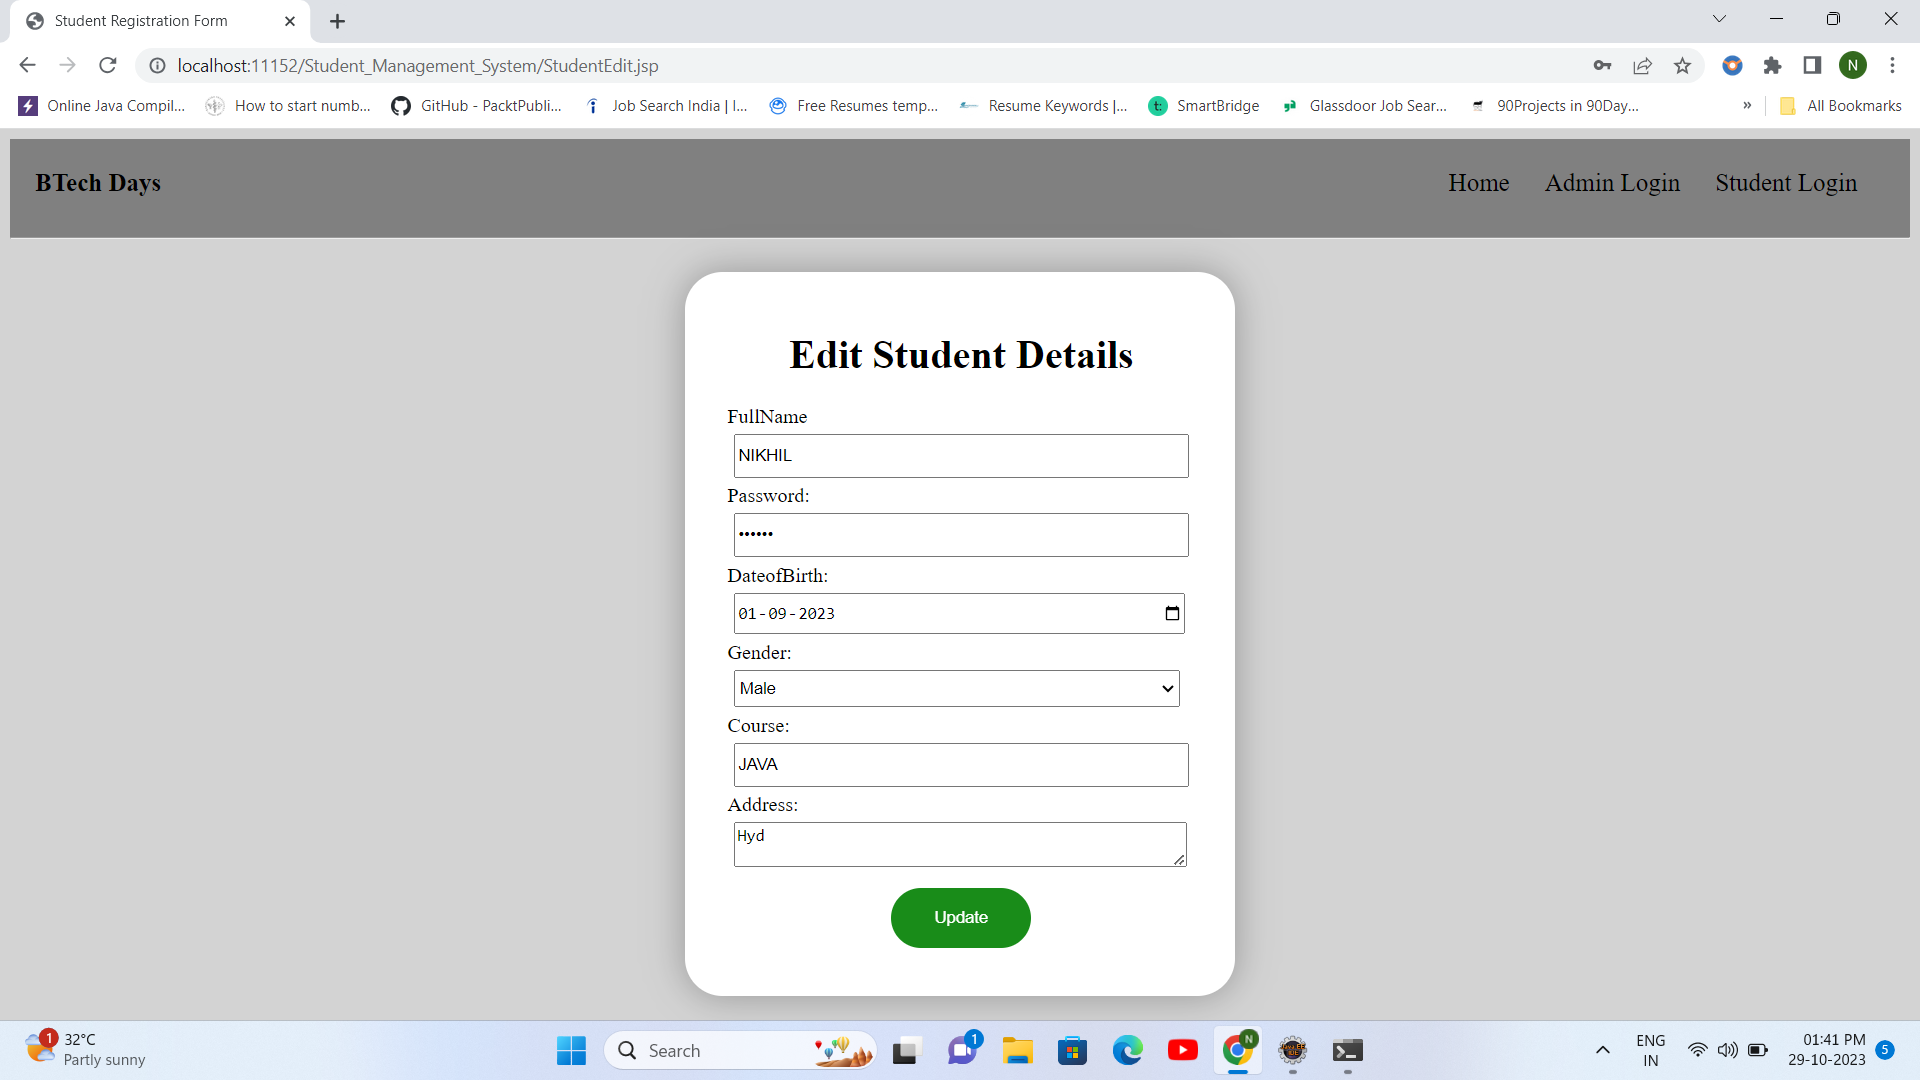 Student Registration Form
localhost:11152/Student_Management_System/StudentEdit.jsp
N
Online Java Compil...
How to start numb...
GitHub - PacktPubli...
Job Search India | I...
Free Resumes temp...
Resume Keywords |...
t:
SmartBridge
Glassdoor Job Sear...
90Projects in 90Day...
»
All Bookmarks
BTech Days
Home
Admin Login
Student Login
Edit Student Details
FullName
NIKHIL
Password:
••••••
DateofBirth:
01-09-2023
Gender:
Male
Course:
JAVA
Address:
Hyd
Update
1
32°C
Partly sunny
Search
1
N
ENG
IN
01:41 PM
29-10-2023
5